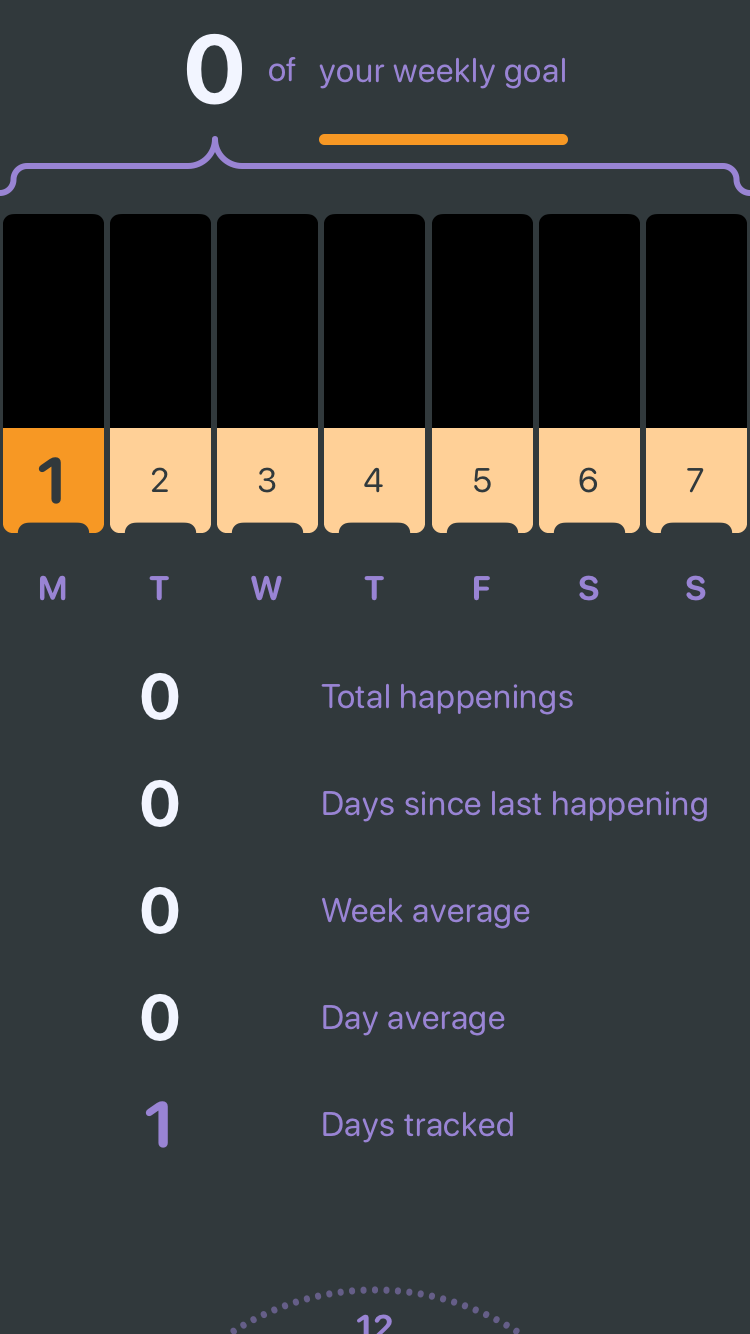 0 of your weekly goal
1 2 3 4 5 6 7
M T W T F S S
0 Total happenings
0 Days since last happening
0 Week average
0 Day average
1 Days tracked
12